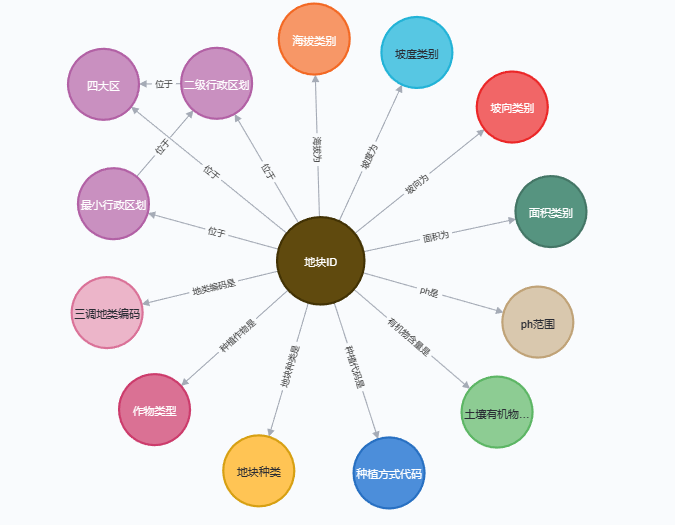 海拔类别
坡度类别
四大区
位于
二级行政区划
坡向类别
海拔为
坡度为
位于
位于
位于
坡向为
最小行政区划
面积类别
位于
面积为
地块ID
地类编码是
ph是
三调地类编码
ph范围
种植作物是
有机物含量是
地块种类是
种植代码是
作物类型
土壤有机物...
地块种类
种植方式代码